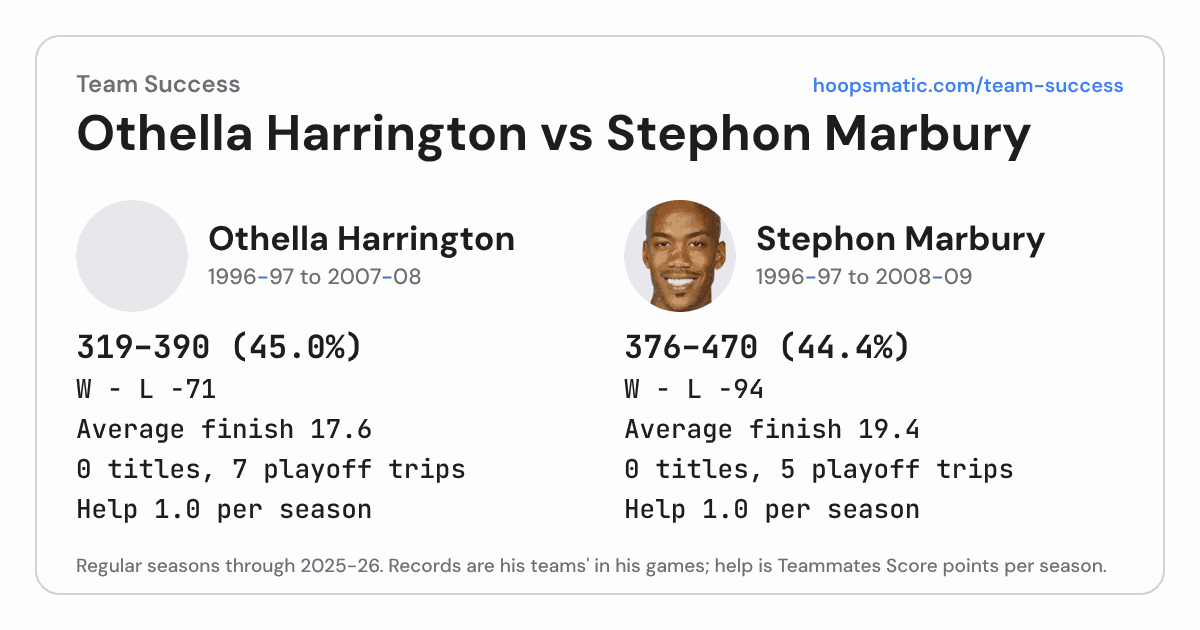 Team Success
hoopsmatic.com/team-success
Othella Harrington vs Stephon Marbury
Othella Harrington
1996-97 to 2007-08
319-390 (45.0%)
W - L -71
Average finish 17.6
0 titles, 7 playoff trips
Help 1.0 per season
Stephon Marbury
1996-97 to 2008-09
376-470 (44.4%)
W - L -94
Average finish 19.4
0 titles, 5 playoff trips
Help 1.0 per season
Regular seasons through 2025-26. Records are his teams' in his games; help is Teammates Score points per season.